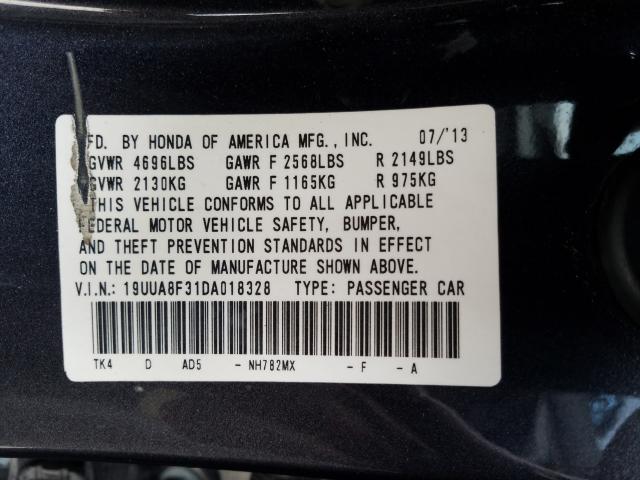 FD. BY HONDA OF AMERICA MFG., INC. 07/'13
GVWR 4696LBS GAWR F 2568LBS R 2149LBS
GVWR 2130KG GAWR F 1165KG R 975KG
THIS VEHICLE CONFORMS TO ALL APPLICABLE
FEDERAL MOTOR VEHICLE SAFETY, BUMPER,
AND THEFT PREVENTION STANDARDS IN EFFECT
ON THE DATE OF MANUFACTURE SHOWN ABOVE.
V.I.N.: 19UUA8F31DA018328 TYPE: PASSENGER CAR
TK4 D AD5 - NH782MX - F - A